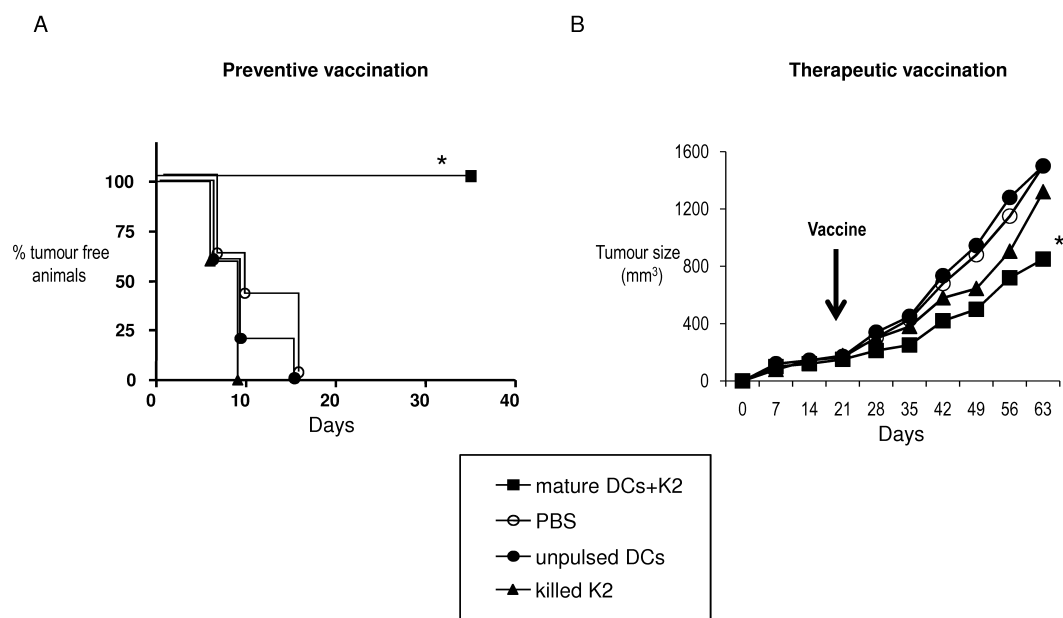 A
B
Preventive vaccination
Therapeutic vaccination
*
100
75
50
25
0
% tumour free
animals
0 10 20 30 40
Days
1600
1200
800
400
0
Tumour size
(mm³)
Vaccine
*
0 7 14 21 28 35 42 49 56 63
Days
mature DCs+K2
PBS
unpulsed DCs
killed K2